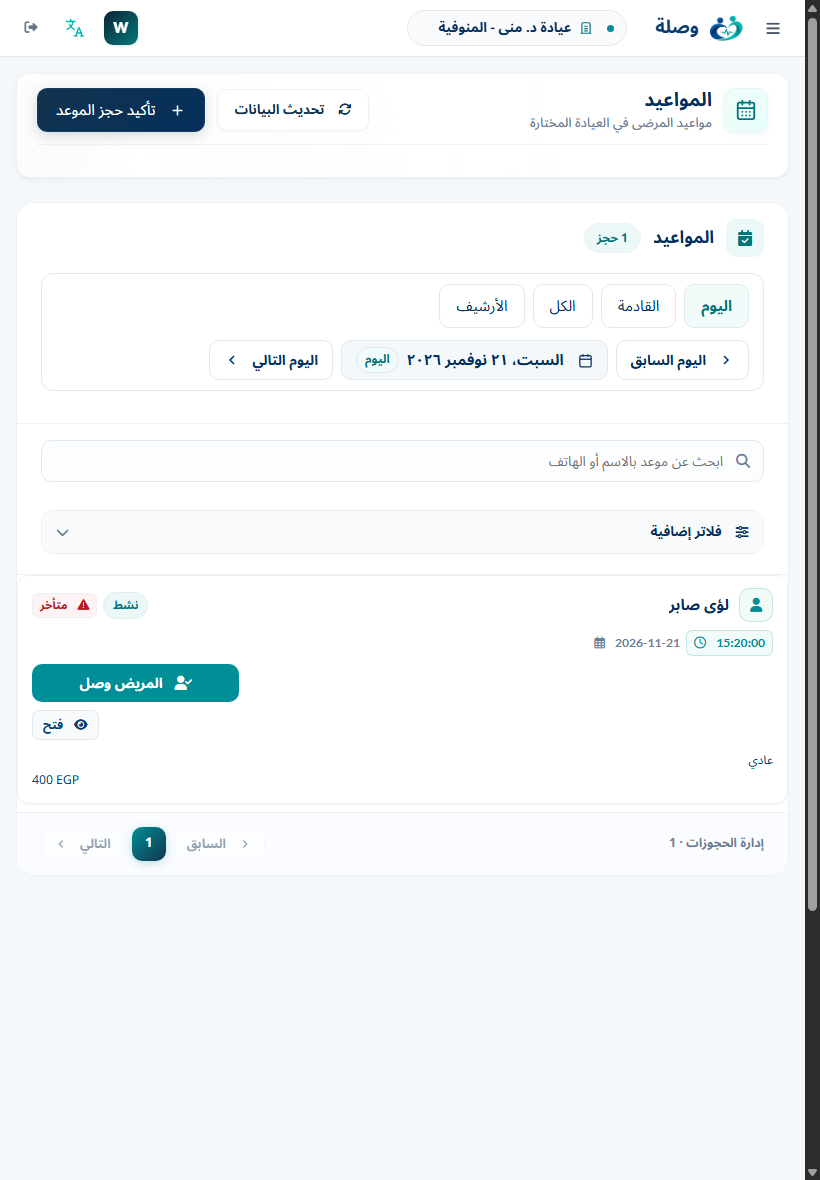 وصلة
عيادة د. منى - المنوفية
W
المواعيد
مواعيد المرضى في العيادة المختارة
تحديث البيانات
تأكيد حجز الموعد
المواعيد
1 حجز
اليوم
القادمة
الكل
الأرشيف
اليوم السابق
السبت، ٢١ نوفمبر ٢٠٢٦
اليوم
اليوم التالي
ابحث عن موعد بالاسم أو الهاتف
فلاتر إضافية
لؤى صابر
نشط
متأخر
15:20:00
2026-11-21
المريض وصل
فتح
عادي
400 EGP
إدارة الحجوزات · 1
السابق
1
التالي